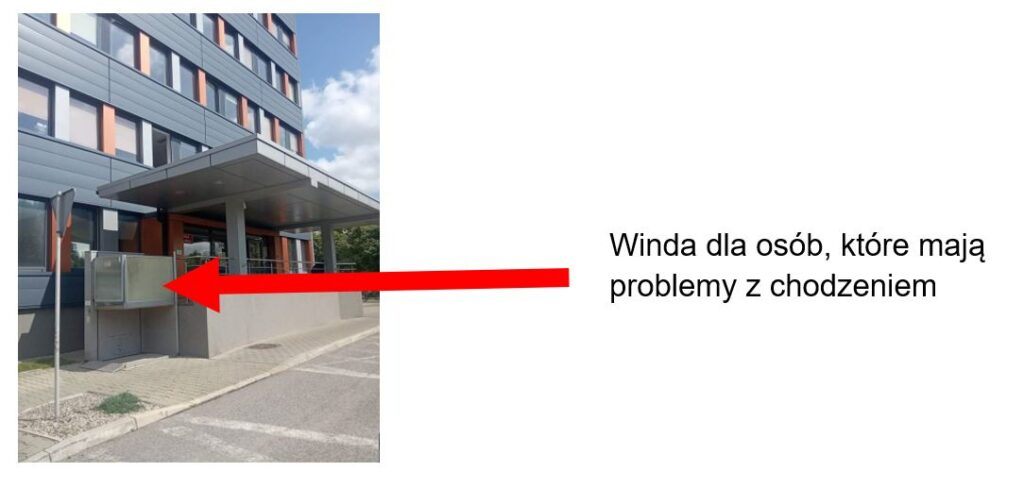 Winda dla osób, które mają
problemy z chodzeniem